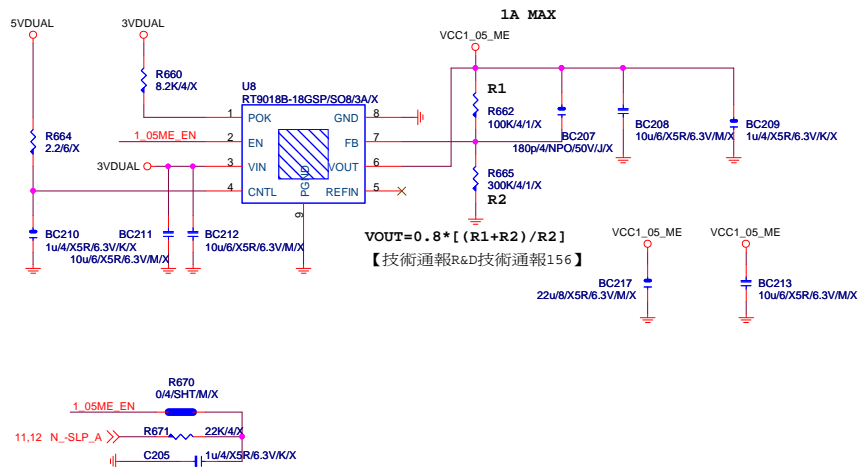 1A MAX
5VDUAL
3VDUAL
VCC1_05_ME
R660
8.2K/4/X
U8
RT9018B-18GSP/SO8/3A/X
R1
R662
100K/4/1/X
1 POK
GND 8
1_05ME_EN
2 EN
FB 7
3VDUAL
3 VIN
VOUT 6
4 CNTL
REFIN 5
PGND
9
R664
2.2/6/X
BC207
180p/4/NPO/50V/J/X
BC208
10u/6/X5R/6.3V/M/X
BC209
1u/4/X5R/6.3V/K/X
R665
300K/4/1/X
R2
BC210
1u/4/X5R/6.3V/K/X
BC211
10u/6/X5R/6.3V/M/X
BC212
10u/6/X5R/6.3V/M/X
VOUT=0.8*[(R1+R2)/R2]
【技術通報R&D技術通報156】
VCC1_05_ME
VCC1_05_ME
BC217
22u/8/X5R/6.3V/M/X
BC213
10u/6/X5R/6.3V/M/X
R670
0/4/SHT/M/X
1_05ME_EN
11,12 N_-SLP_A
R671
22K/4/X
C205
1u/4/X5R/6.3V/K/X